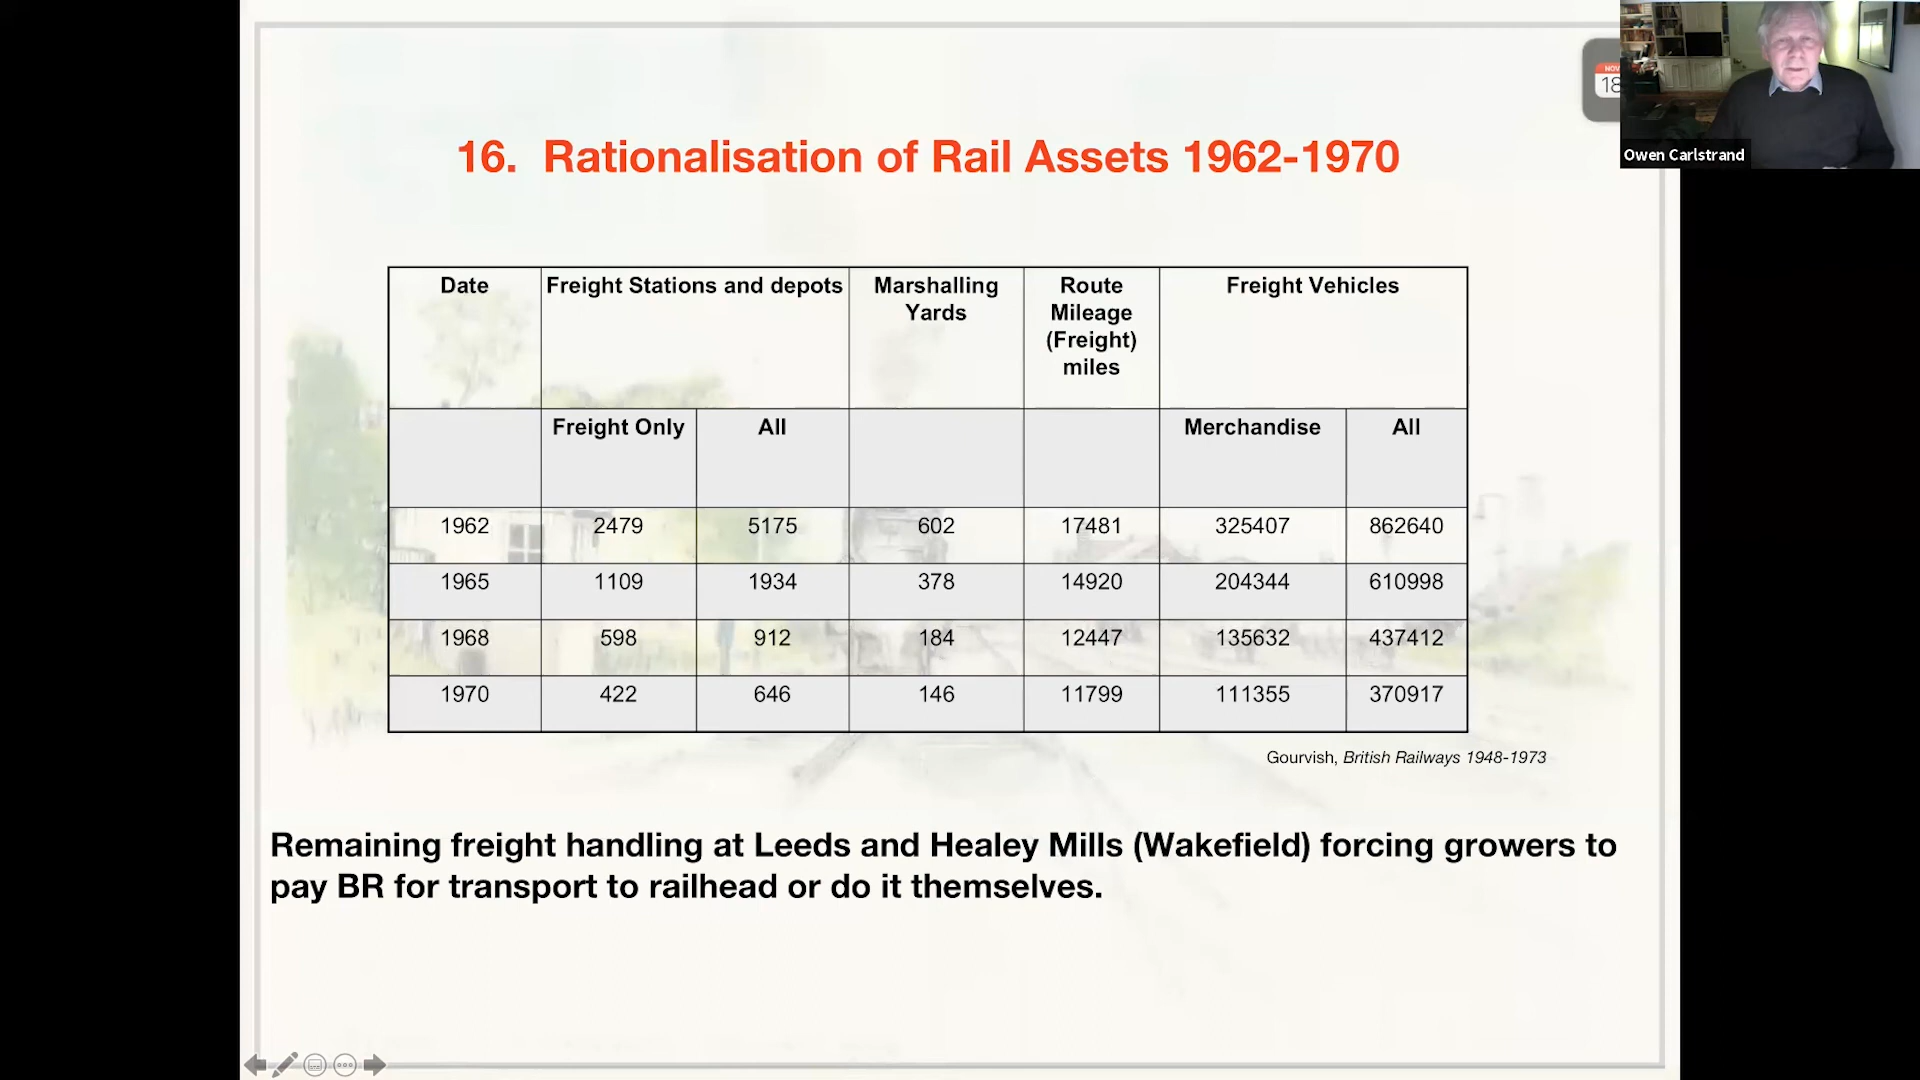 16. Rationalisation of Rail Assets 1962-1970
NOV
18
Owen Carlstrand
Date Freight Stations and depots Marshalling Yards Route Mileage (Freight) miles Freight Vehicles
Freight Only All Merchandise All
1962 2479 5175 602 17481 325407 862640
1965 1109 1934 378 14920 204344 610998
1968 598 912 184 12447 135632 437412
1970 422 646 146 11799 111355 370917
Gourvish, British Railways 1948-1973
Remaining freight handling at Leeds and Healey Mills (Wakefield) forcing growers to
pay BR for transport to railhead or do it themselves.